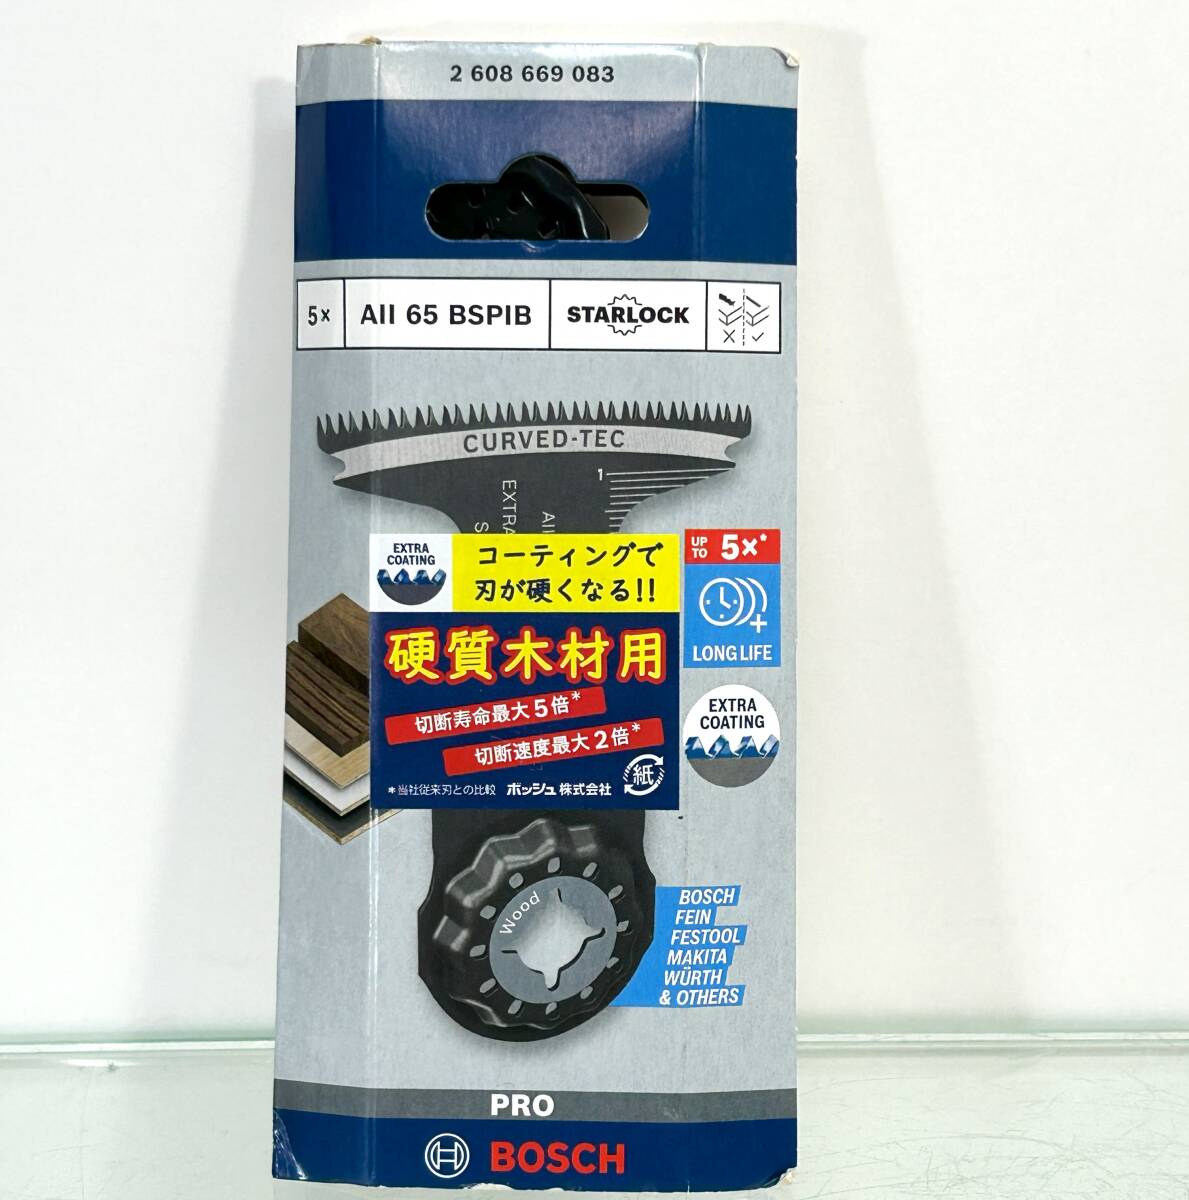 2 608 669 083
5x
AII 65 BSPIB
STARLOCK
CURVED-TEC
1
EXTRA
AII
S
EXTRA
COATING
コーティングで
刃が硬くなる!!
硬質木材用
切断寿命最大5倍*
切断速度最大2倍*
*当社従来刃との比較 ボッシュ株式会社
紙
UP TO 5x*
LONG LIFE
EXTRA
COATING
Wood
BOSCH
FEIN
FESTOOL
MAKITA
WÜRTH
& OTHERS
PRO
BOSCH